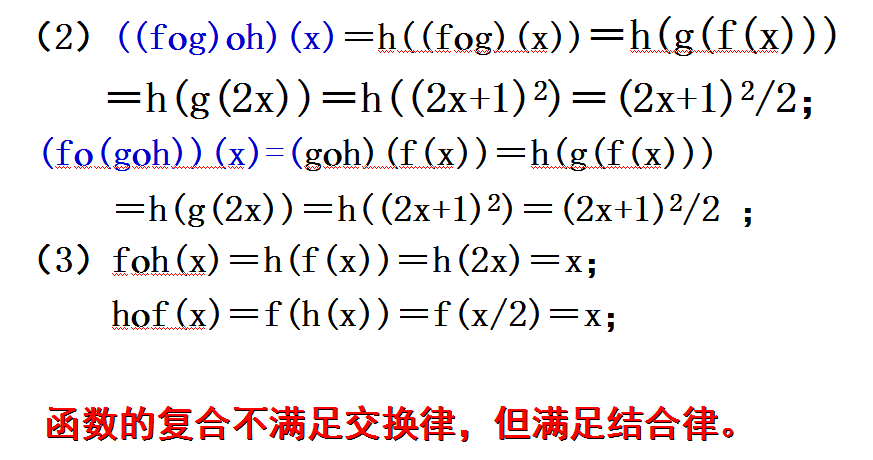 (2) ((fog)oh)(x)＝h((fog)(x))＝h(g(f(x)))
＝h(g(2x))＝h((2x+1)²)＝(2x+1)²/2；
(fo(goh))(x)=(goh)(f(x))＝h(g(f(x)))
＝h(g(2x))＝h((2x+1)²)＝(2x+1)²/2 ；
(3) foh(x)＝h(f(x))＝h(2x)＝x；
hof(x)＝f(h(x))＝f(x/2)＝x；
函数的复合不满足交换律，但满足结合律。